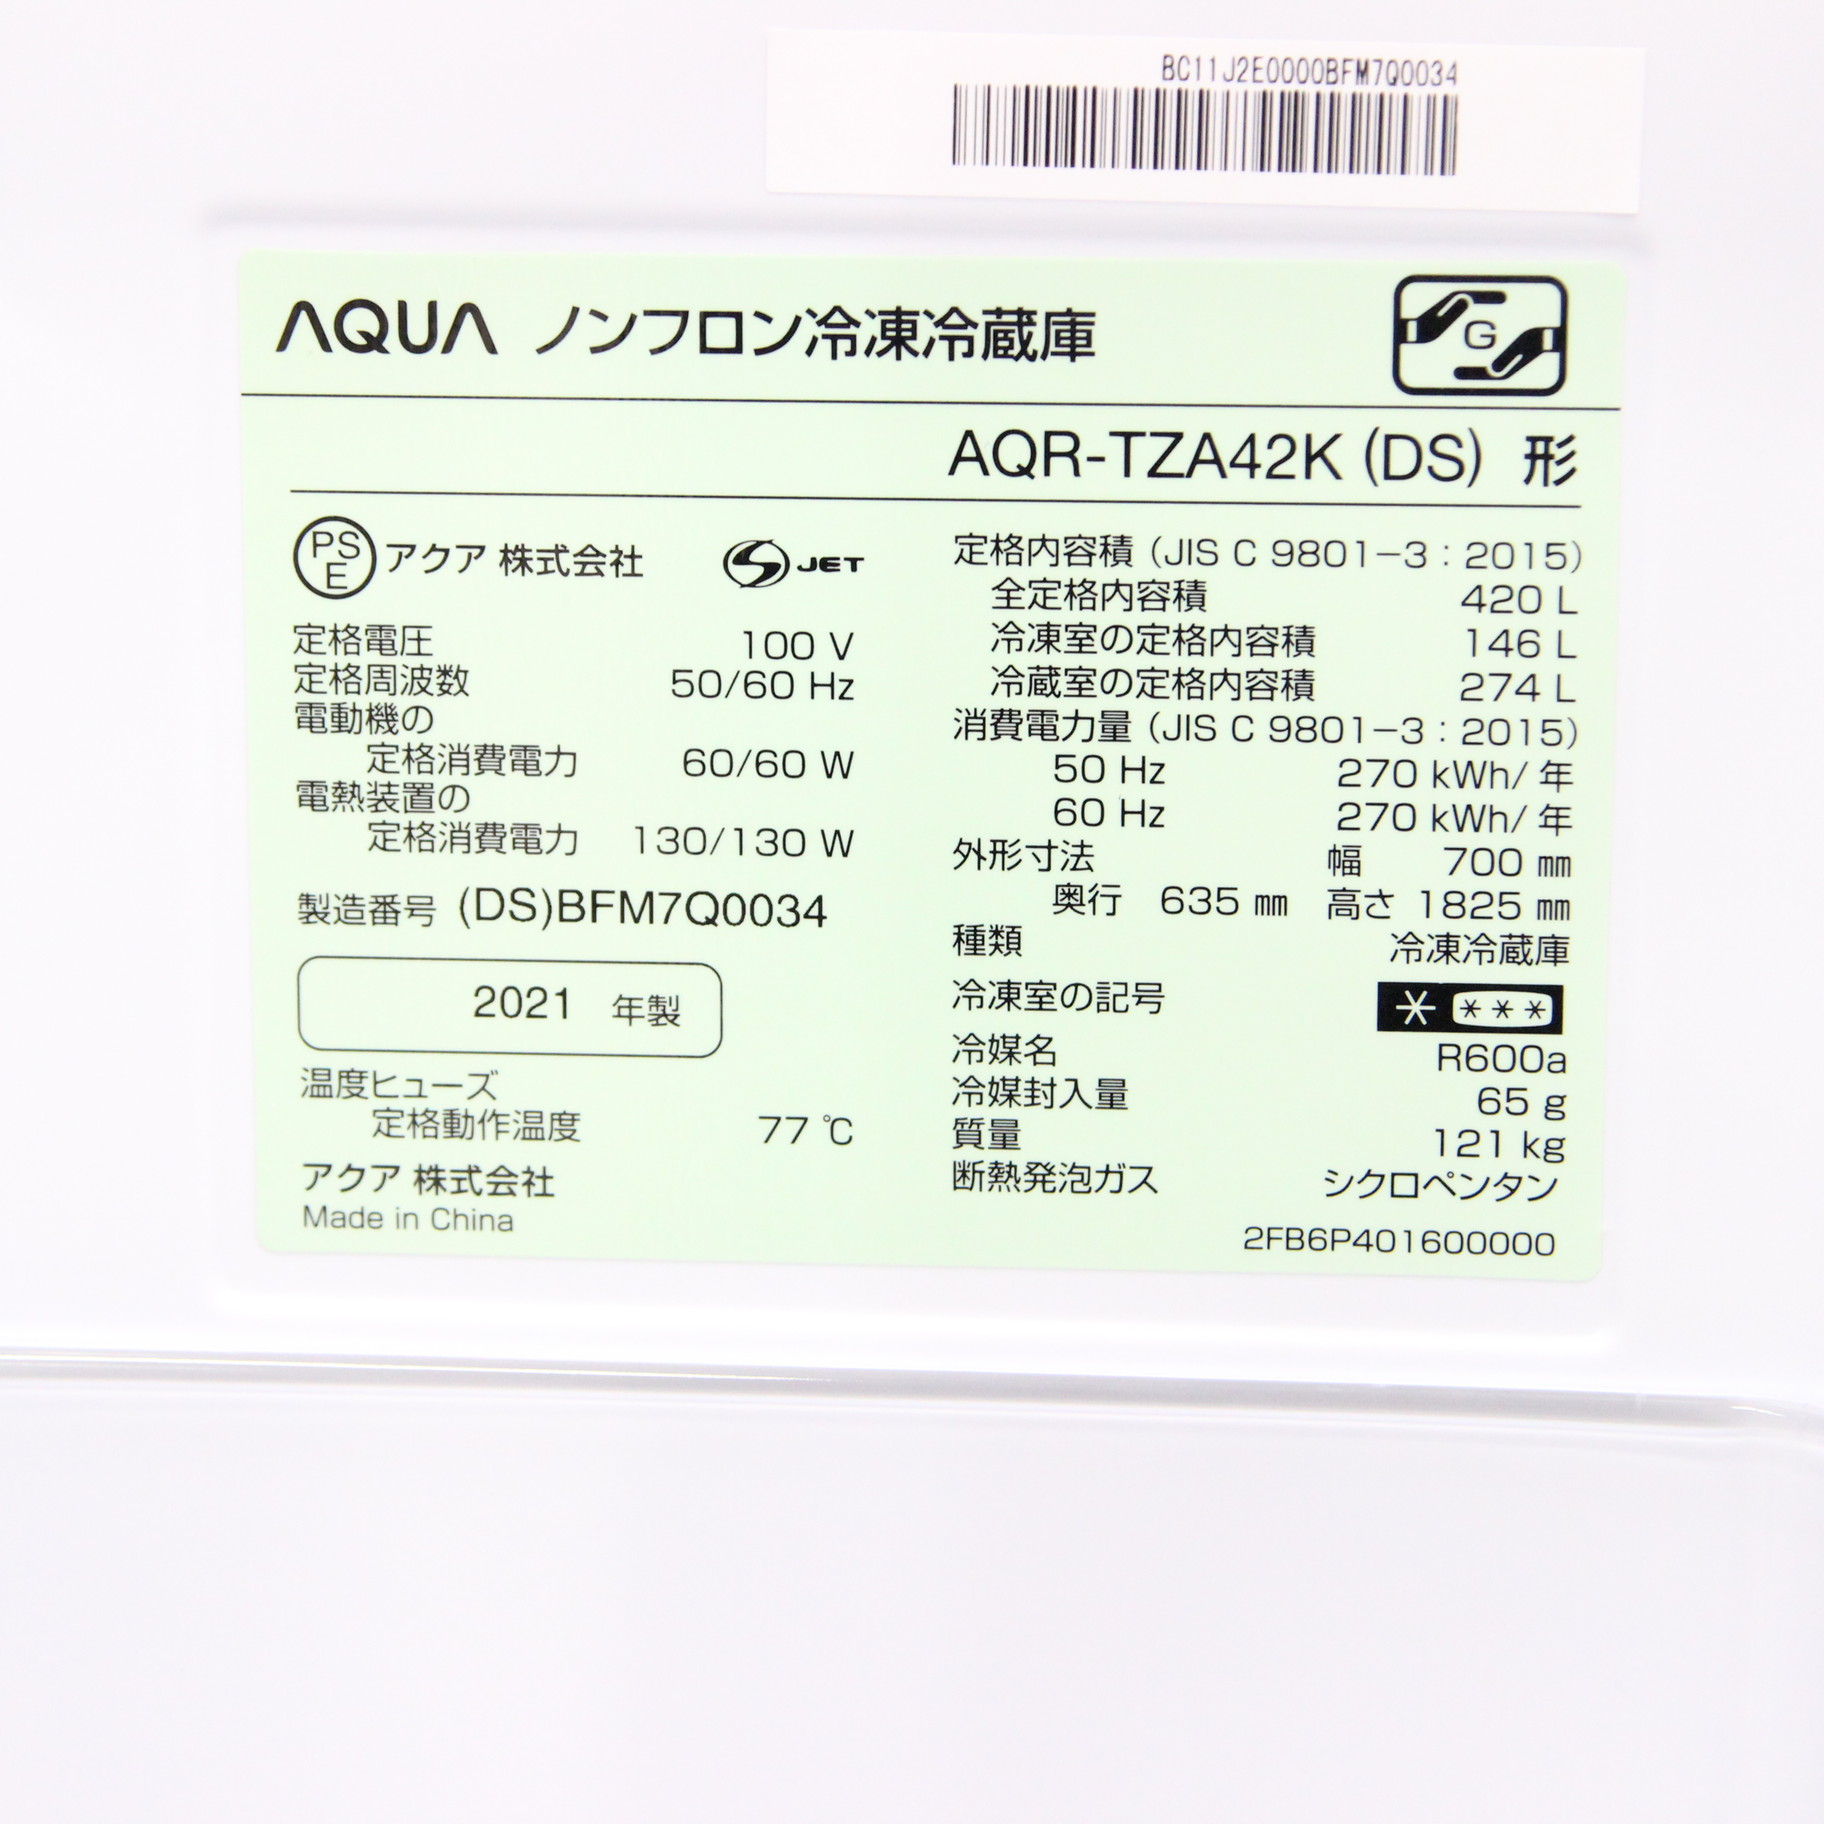 BC11J2E0000BFM7Q0034
AQUA ノンフロン冷凍冷蔵庫
G
AQR-TZA42K (DS) 形
PS
E
アクア 株式会社
S JET
定格電圧 100 V
定格周波数 50/60 Hz
電動機の
定格消費電力 60/60 W
電熱装置の
定格消費電力 130/130 W
製造番号 (DS)BFM7Q0034
2021 年製
温度ヒューズ
定格動作温度 77 ℃
アクア 株式会社
Made in China
定格内容積 (JIS C 9801-3 : 2015)
全定格内容積 420 L
冷凍室の定格内容積 146 L
冷蔵室の定格内容積 274 L
消費電力量 (JIS C 9801-3 : 2015)
50 Hz 270 kWh/ 年
60 Hz 270 kWh/ 年
外形寸法 幅 700 ㎜
奥行 635 ㎜ 高さ 1825 ㎜
種類 冷凍冷蔵庫
冷凍室の記号 * ***
冷媒名 R600a
冷媒封入量 65 g
質量 121 kg
断熱発泡ガス シクロペンタン
2FB6P401600000